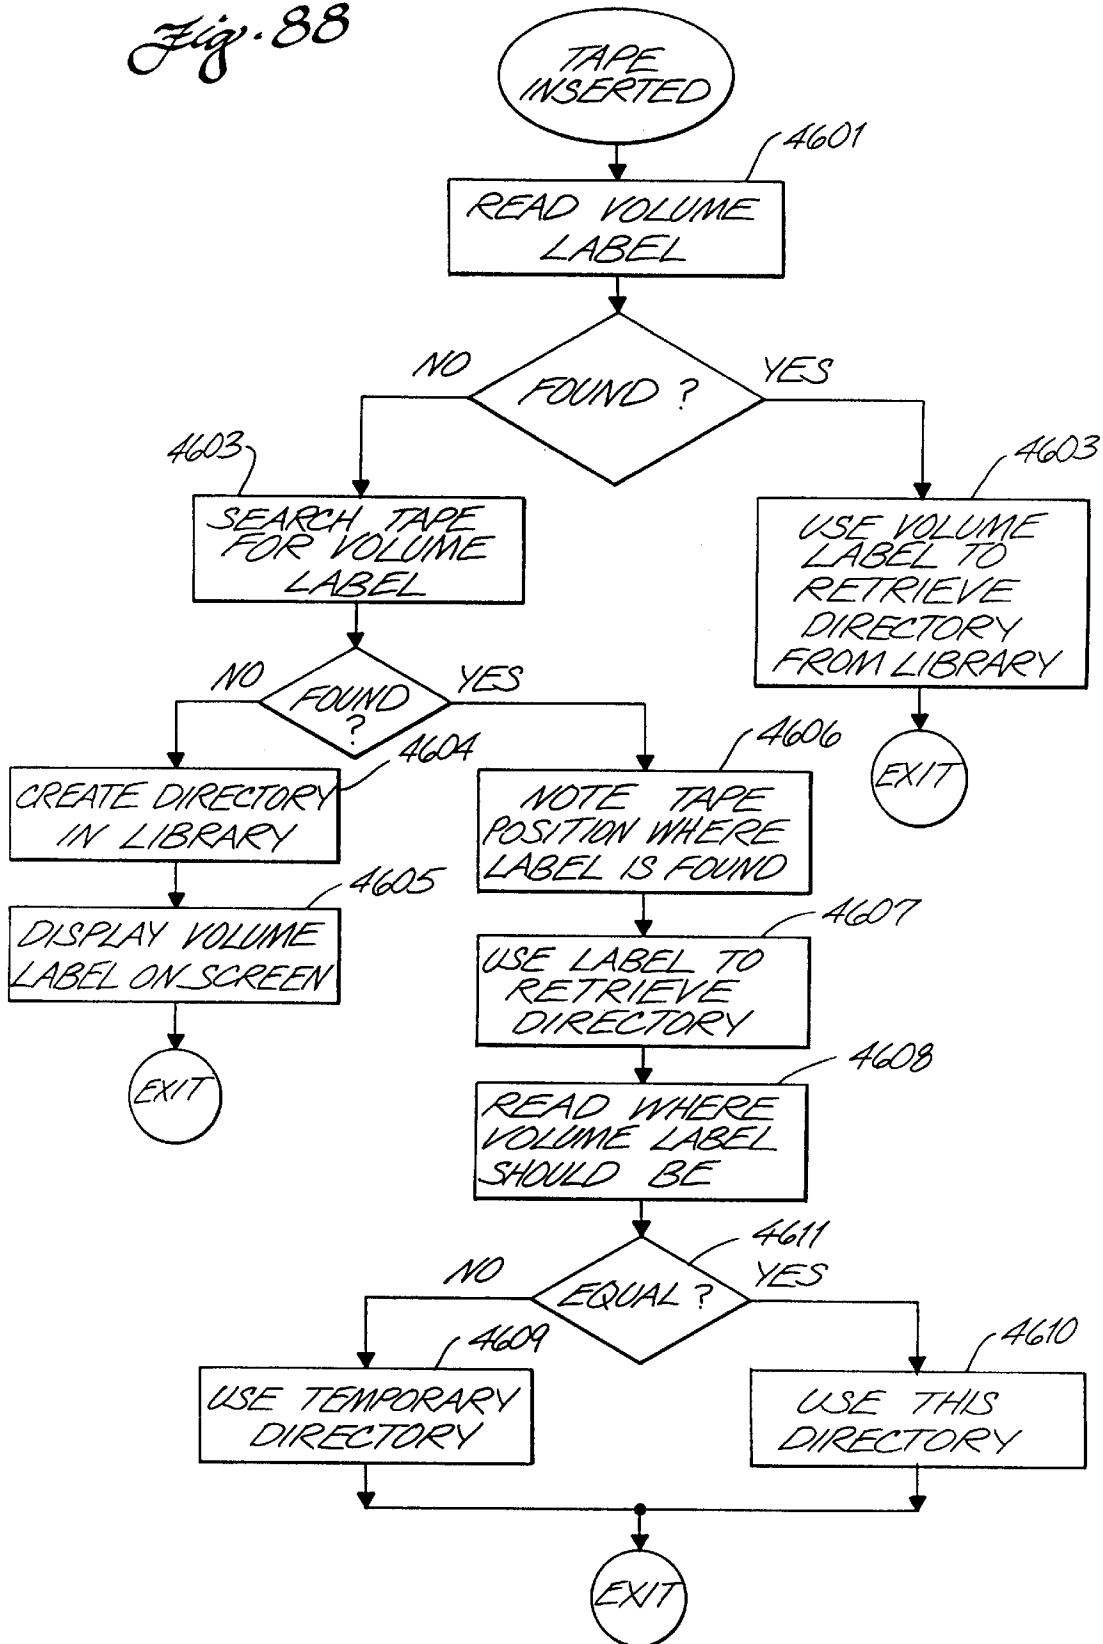 Fig. 88
TAPE
INSERTED
4601
READ VOLUME
LABEL
NO
FOUND ?
YES
4603
SEARCH TAPE
FOR VOLUME
LABEL
4603
USE VOLUME
LABEL TO
RETRIEVE
DIRECTORY
FROM LIBRARY
EXIT
NO
FOUND
?
YES
4604
CREATE DIRECTORY
IN LIBRARY
4605
DISPLAY VOLUME
LABEL ON SCREEN
EXIT
4606
NOTE TAPE
POSITION WHERE
LABEL IS FOUND
4607
USE LABEL TO
RETRIEVE
DIRECTORY
4608
READ WHERE
VOLUME LABEL
SHOULD BE
4611
NO
EQUAL ?
YES
4609
USE TEMPORARY
DIRECTORY
4610
USE THIS
DIRECTORY
EXIT